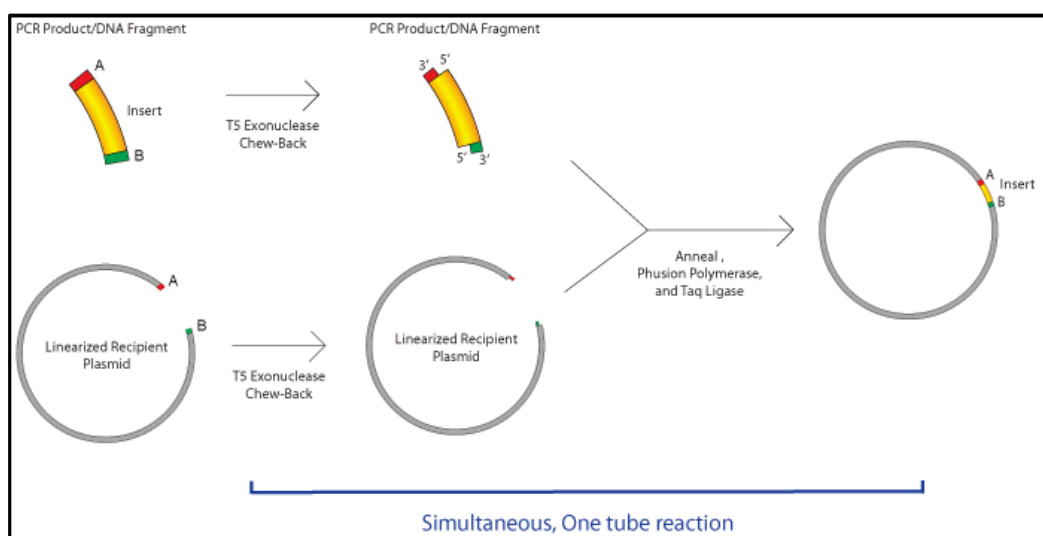 PCR Product/DNA Fragment
PCR Product/DNA Fragment
A
Insert
B
T5 Exonuclease
Chew-Back
3’
5’
5’
3’
A
Insert
B
Anneal ,
Phusion Polymerase,
and Taq Ligase
A
B
Linearized Recipient
Plasmid
T5 Exonuclease
Chew-Back
Linearized Recipient
Plasmid
Simultaneous, One tube reaction